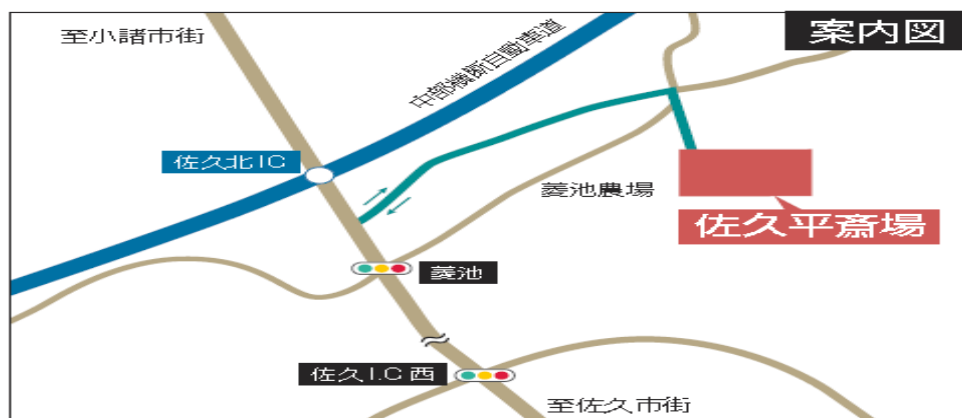 案内図
至小諸市街
中部横断自動車道
佐久北IC
菱池農場
佐久平斎場
菱池
佐久I.C西
至佐久市街